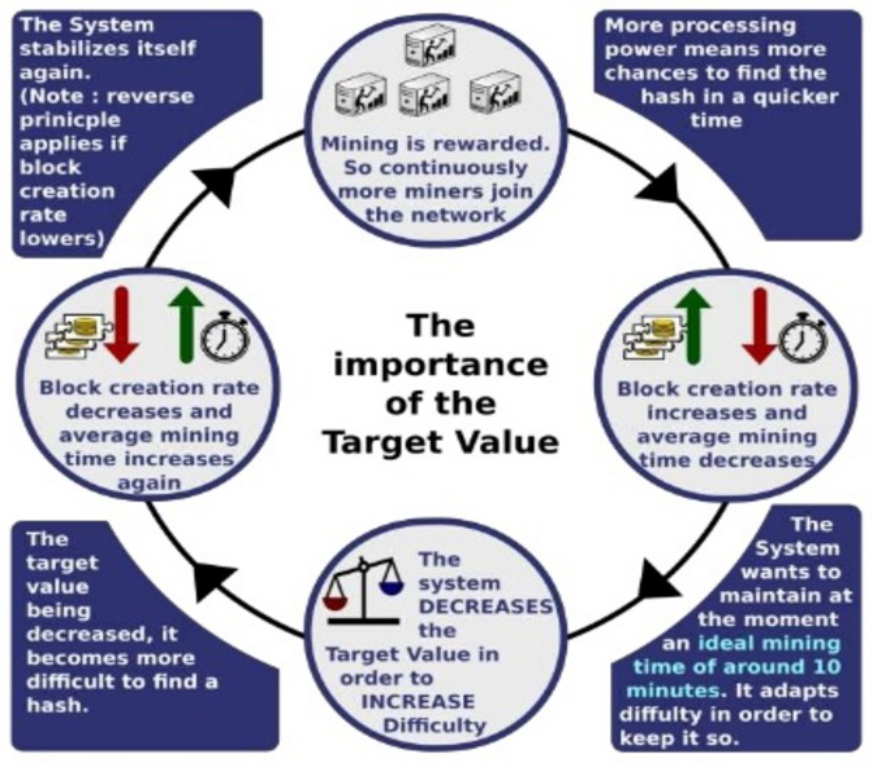 The System
stabilizes itself
again.
(Note : reverse
prinicple
applies if
block
creation
rate
lowers)
Mining is rewarded.
So continuously
more miners join
the network
More processing
power means more
chances to find the
hash in a quicker
time
Block creation rate
decreases and
average mining
time increases
again
The
importance
of the
Target Value
Block creation rate
increases and
average mining
time decreases
The
target
value
being
decreased, it
becomes more
difficult to find a
hash.
The
system
DECREASES
the
Target Value in
order to
INCREASE
Difficulty
The
System
wants to
maintain at
the moment
an ideal mining
time of around 10
minutes. It adapts
diffulty in order to
keep it so.